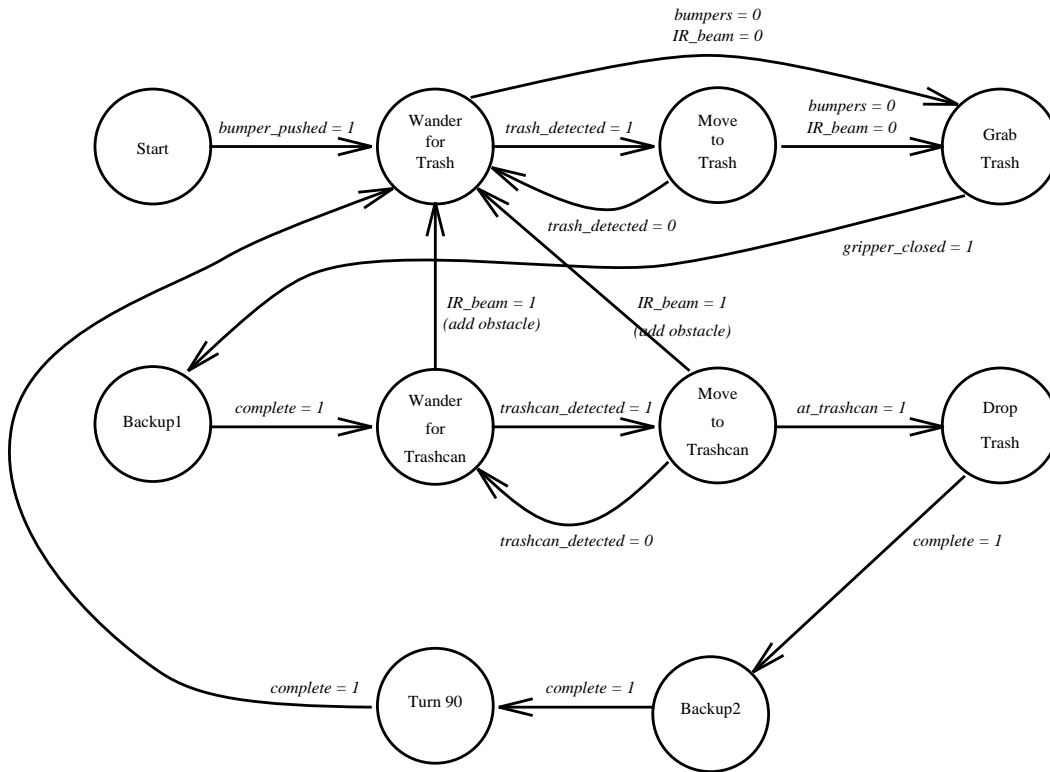 bumpers = 0
IR_beam = 0
Start
bumper_pushed = 1
Wander
for
Trash
trash_detected = 1
Move
to
Trash
bumpers = 0
IR_beam = 0
Grab
Trash
trash_detected = 0
gripper_closed = 1
IR_beam = 1
(add obstacle)
IR_beam = 1
(add obstacle)
Backup1
complete = 1
Wander
for
Trashcan
trashcan_detected = 1
Move
to
Trashcan
at_trashcan = 1
Drop
Trash
trashcan_detected = 0
complete = 1
complete = 1
Turn 90
complete = 1
Backup2